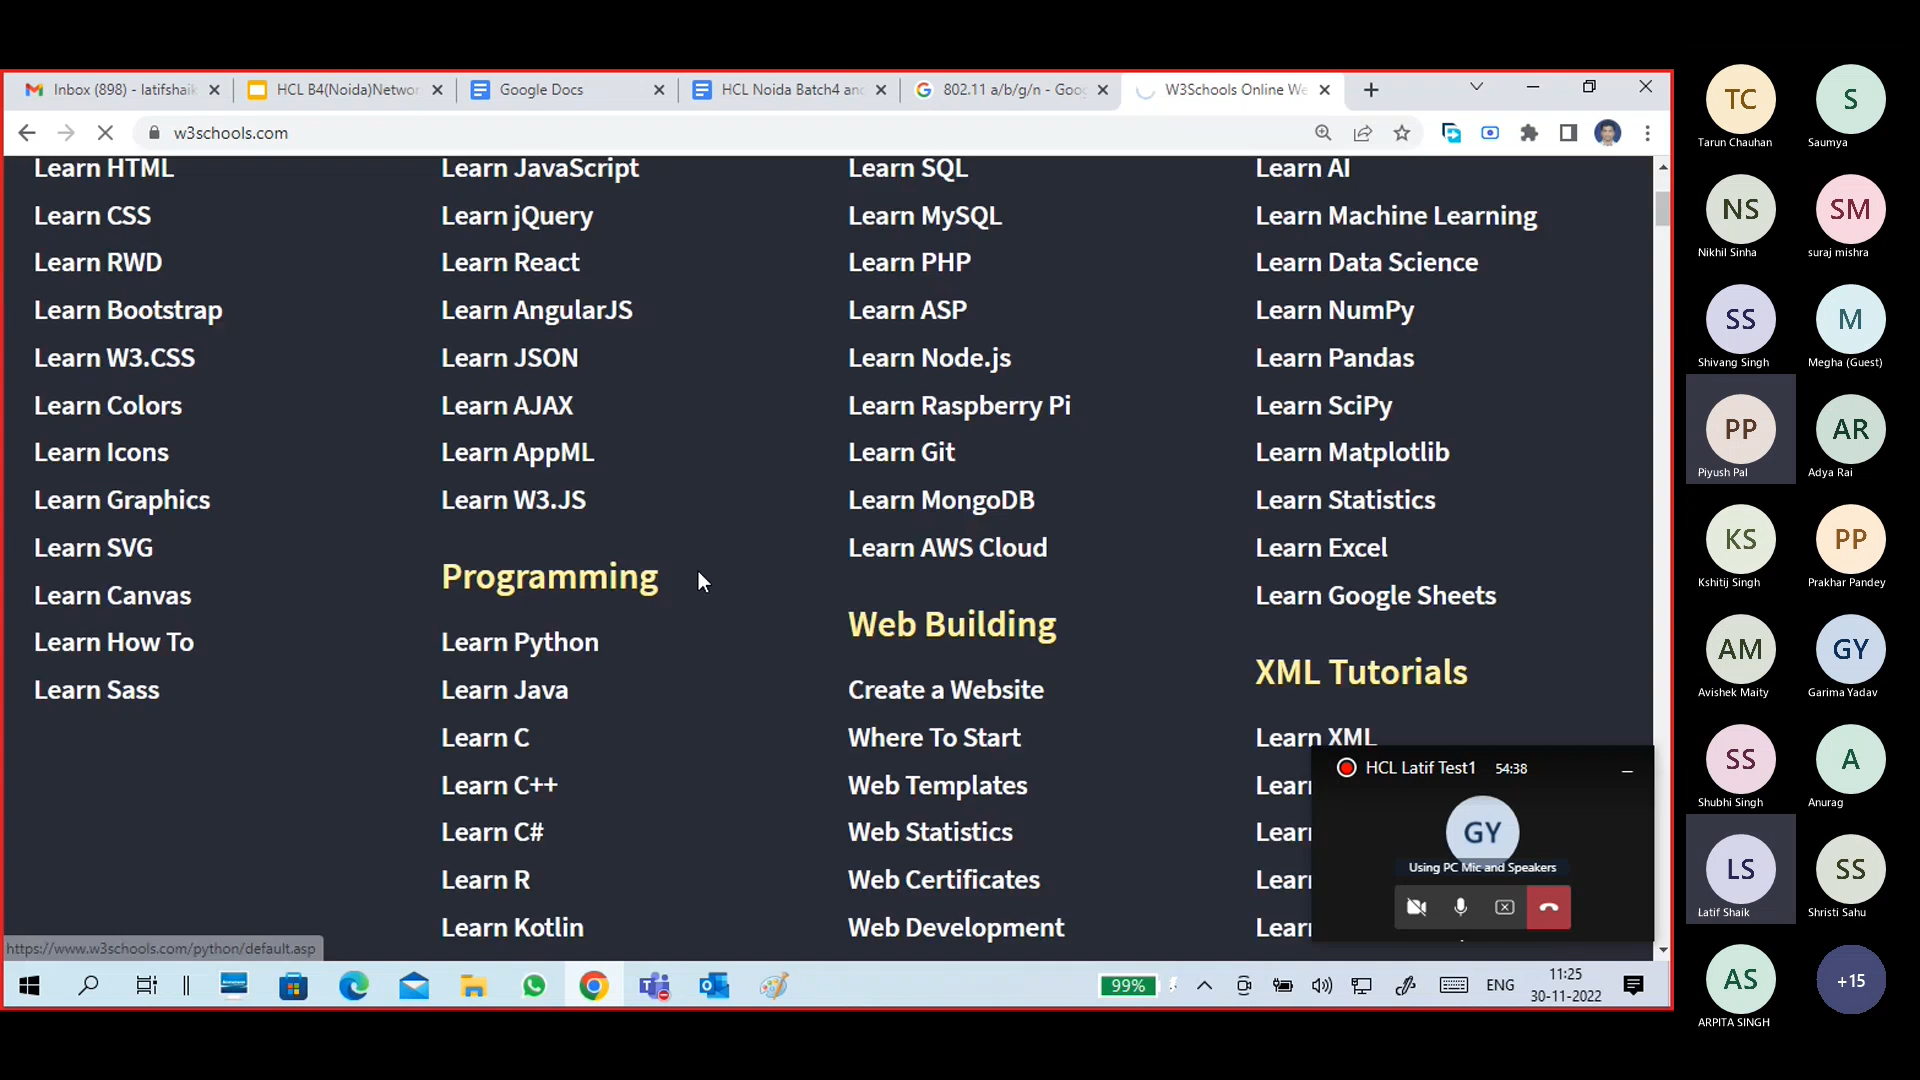 Inbox (898) - latifshaik
HCL B4(Noida)Networ
Google Docs
HCL Noida Batch4 and
802.11 a/b/g/n - Goog
W3Schools Online We
w3schools.com
Learn HTML
Learn CSS
Learn RWD
Learn Bootstrap
Learn W3.CSS
Learn Colors
Learn Icons
Learn Graphics
Learn SVG
Learn Canvas
Learn How To
Learn Sass
Learn JavaScript
Learn jQuery
Learn React
Learn AngularJS
Learn JSON
Learn AJAX
Learn AppML
Learn W3.JS
Programming
Learn Python
Learn Java
Learn C
Learn C++
Learn C#
Learn R
Learn Kotlin
Learn SQL
Learn MySQL
Learn PHP
Learn ASP
Learn Node.js
Learn Raspberry Pi
Learn Git
Learn MongoDB
Learn AWS Cloud
Web Building
Create a Website
Where To Start
Web Templates
Web Statistics
Web Certificates
Web Development
Learn AI
Learn Machine Learning
Learn Data Science
Learn NumPy
Learn Pandas
Learn SciPy
Learn Matplotlib
Learn Statistics
Learn Excel
Learn Google Sheets
XML Tutorials
Learn XML
Lear
Lear
Lear
Lear
HCL Latif Test1 54:38
GY
Using PC Mic and Speakers
https://www.w3schools.com/python/default.asp
99%
ENG
11:25
30-11-2022
TC
Tarun Chauhan
S
Saumya
NS
Nikhil Sinha
SM
suraj mishra
SS
Shivang Singh
M
Megha (Guest)
PP
Piyush Pal
AR
Adya Rai
KS
Kshitij Singh
PP
Prakhar Pandey
AM
Avishek Maity
GY
Garima Yadav
SS
Shubhi Singh
A
Anurag
LS
Latif Shaik
SS
Shristi Sahu
AS
ARPITA SINGH
+15